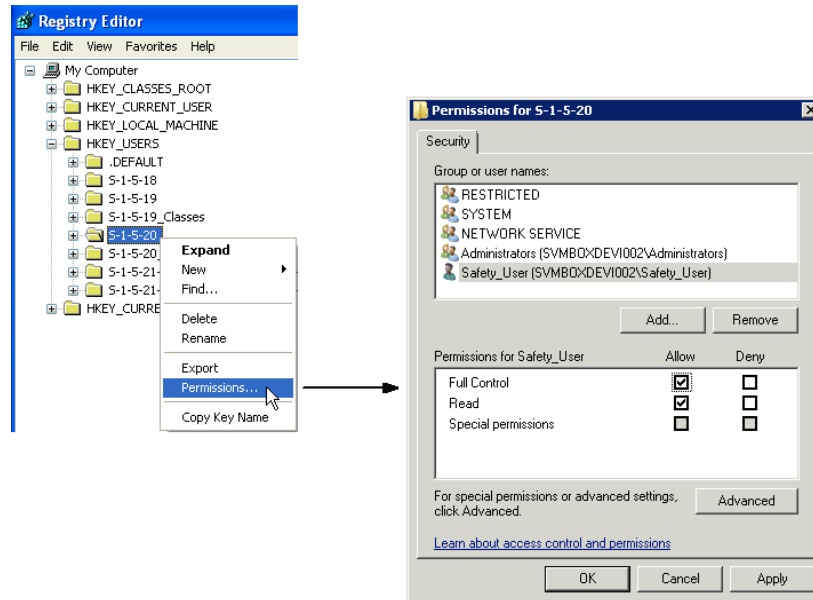 Registry Editor
File Edit View Favorites Help
My Computer
HKEY_CLASSES_ROOT
HKEY_CURRENT_USER
HKEY_LOCAL_MACHINE
HKEY_USERS
.DEFAULT
S-1-5-18
S-1-5-19
S-1-5-19_Classes
S-1-5-20
S-1-5-20_
S-1-5-21-
S-1-5-21-
HKEY_CURRE
Expand
New
Find...
Delete
Rename
Export
Permissions...
Copy Key Name
Permissions for S-1-5-20
Security
Group or user names:
RESTRICTED
SYSTEM
NETWORK SERVICE
Administrators (SVMBOXDEVI002\Administrators)
Safety_User (SVMBOXDEVI002\Safety_User)
Add... Remove
Permissions for Safety_User Allow Deny
Full Control
Read
Special permissions
For special permissions or advanced settings,
click Advanced.
Advanced
Learn about access control and permissions
OK Cancel Apply